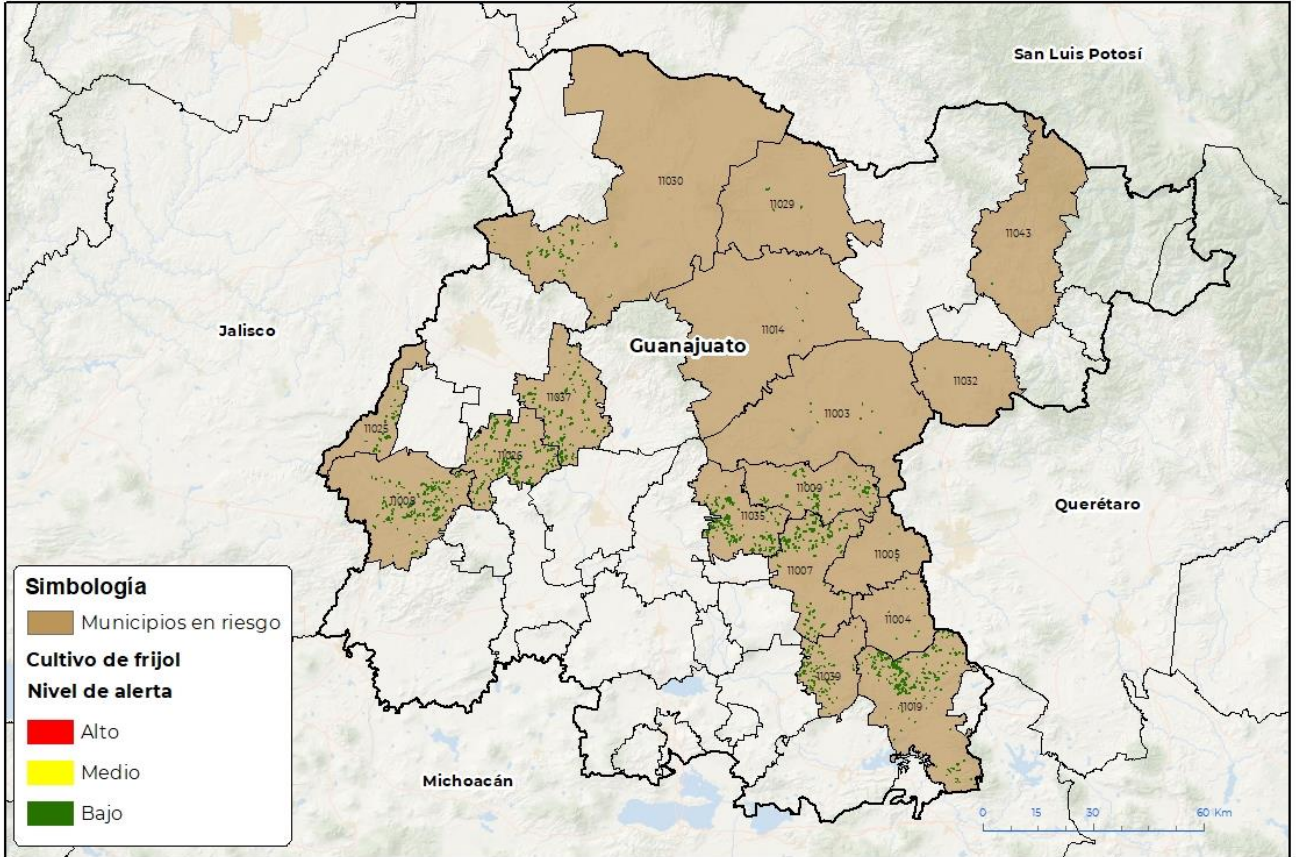 San Luis Potosí
11030
11029
11043
Jalisco
11014
Guanajuato
11032
11037
11003
11025
11026
11008
11009
Querétaro
11035
11005
11007
11004
11039
11019
Michoacán
Simbología
Municipios en riesgo
Cultivo de frijol
Nivel de alerta
Alto
Medio
Bajo
0 15 30 60 Km